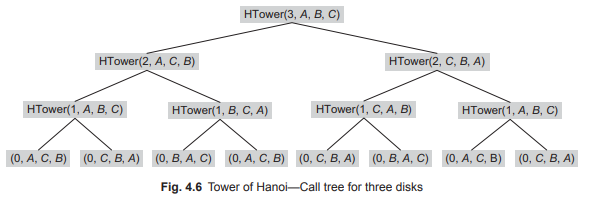 HTower(3, A, B, C)
HTower(2, A, C, B) HTower(2, C, B, A)
HTower(1, A, B, C) HTower(1, B, C, A) HTower(1, C, A, B) HTower(1, A, B, C)
(0, A, C, B) (0, C, B, A) (0, B, A, C) (0, A, C, B) (0, C, B, A) (0, B, A, C) (0, A, C, B) (0, C, B, A)
Fig. 4.6 Tower of Hanoi—Call tree for three disks